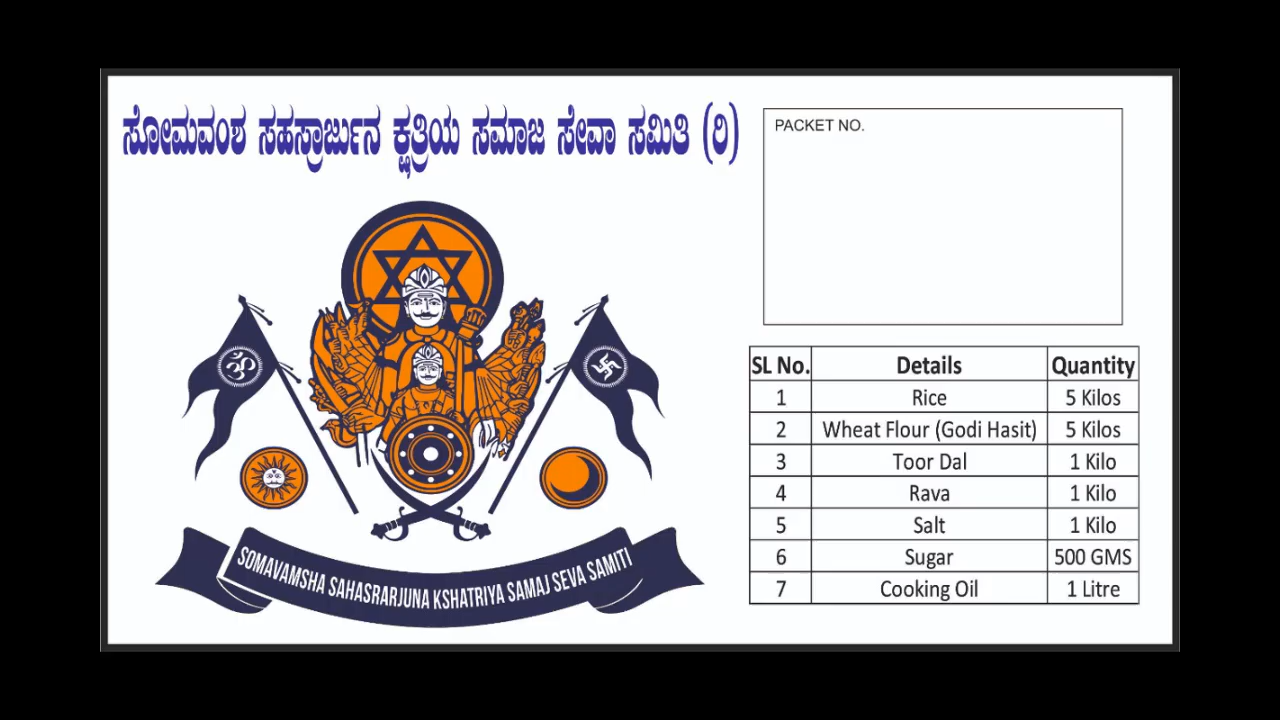 ಸೋಮವಂಶ ಸಹಸ್ರಾರ್ಜುನ ಕ್ಷತ್ರಿಯ ಸಮಾಜ ಸೇವಾ ಸಮಿತಿ (ರಿ)
PACKET NO.
ॐ
SOMAVAMSHA SAHASRARJUNA KSHATRIYA SAMAJ SEVA SAMITI
SL No. Details Quantity
1 Rice 5 Kilos
2 Wheat Flour (Godi Hasit) 5 Kilos
3 Toor Dal 1 Kilo
4 Rava 1 Kilo
5 Salt 1 Kilo
6 Sugar 500 GMS
7 Cooking Oil 1 Litre